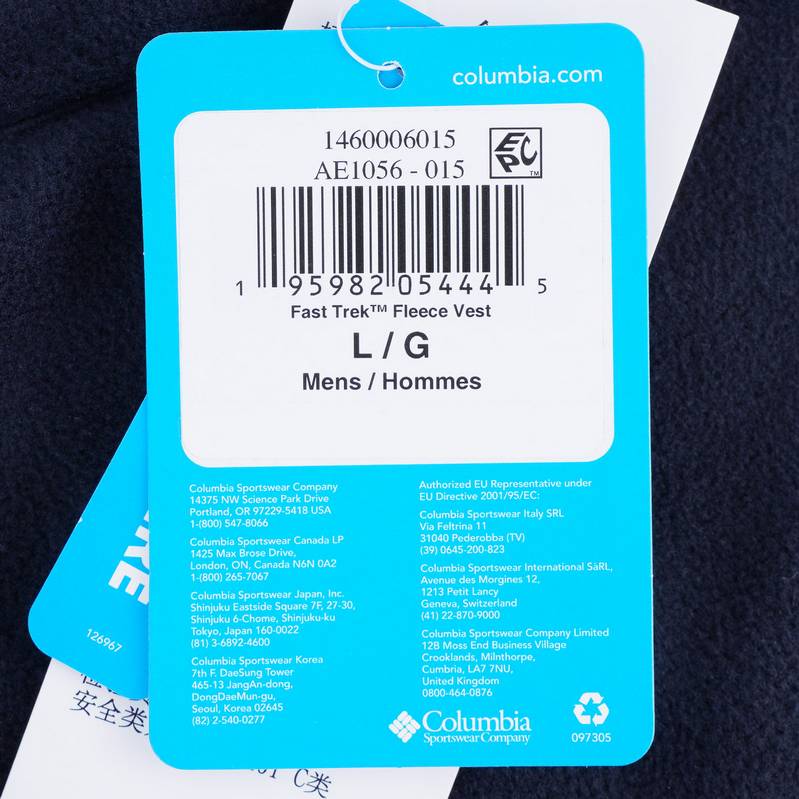 columbia.com
1460006015
AE1056 - 015
EPC
TM
1 95982 05444 5
Fast Trek™ Fleece Vest
L / G
Mens / Hommes
Columbia Sportswear Company
14375 NW Science Park Drive
Portland, OR 97229-5418 USA
1-(800) 547-8066
Columbia Sportswear Canada LP
1425 Max Brose Drive,
London, ON, Canada N6N 0A2
1-(800) 265-7067
Columbia Sportswear Japan, Inc.
Shinjuku Eastside Square 7F, 27-30,
Shinjuku 6-Chome, Shinjuku-ku
Tokyo, Japan 160-0022
(81) 3-6892-4600
Columbia Sportswear Korea
7th F. DaeSung Tower
465-13 JangAn-dong,
DongDaeMun-gu,
Seoul, Korea 02645
(82) 2-540-0277
Authorized EU Representative under
EU Directive 2001/95/EC:
Columbia Sportswear Italy SRL
Via Feltrina 11
31040 Pederobba (TV)
(39) 0645-200-823
Columbia Sportswear International SàRL,
Avenue des Morgines 12,
1213 Petit Lancy
Geneva, Switzerland
(41) 22-870-9000
Columbia Sportswear Company Limited
12B Moss End Business Village
Crooklands, Milnthorpe,
Cumbria, LA7 7NU,
United Kingdom
0800-464-0876
Columbia
Sportswear Company
097305
126967
安全类
C类